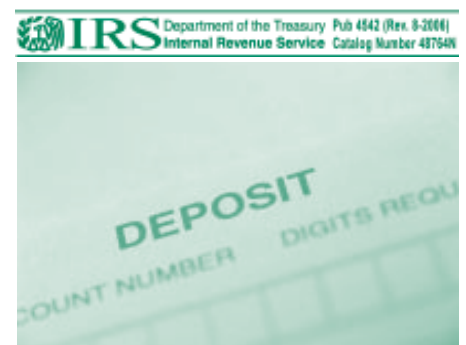 IRS
Department of the Treasury
Internal Revenue Service
Pub 4542 (Rev. 8-2006)
Catalog Number 48764N
DEPOSIT
COUNT NUMBER DIGITS REQU